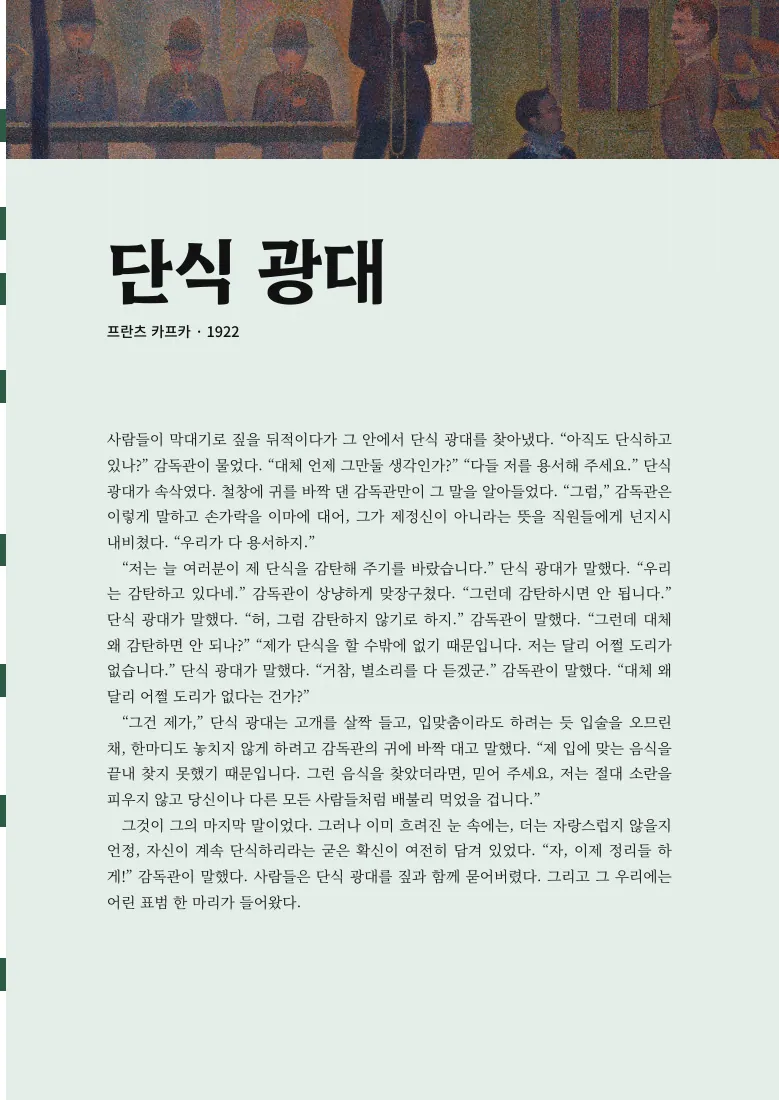 단식 광대
프란츠 카프카 · 1922
사람들이 막대기로 짚을 뒤적이다가 그 안에서 단식 광대를 찾아냈다. “아직도 단식하고
있나?” 감독관이 물었다. “대체 언제 그만둘 생각인가?” “다들 저를 용서해 주세요.” 단식
광대가 속삭였다. 철창에 귀를 바짝 댄 감독관만이 그 말을 알아들었다. “그럼,” 감독관은
이렇게 말하고 손가락을 이마에 대어, 그가 제정신이 아니라는 뜻을 직원들에게 넌지시
내비쳤다. “우리가 다 용서하지.”
“저는 늘 여러분이 제 단식을 감탄해 주기를 바랐습니다.” 단식 광대가 말했다. “우리
는 감탄하고 있다네.” 감독관이 상냥하게 맞장구쳤다. “그런데 감탄하시면 안 됩니다.”
단식 광대가 말했다. “허, 그럼 감탄하지 않기로 하지.” 감독관이 말했다. “그런데 대체
왜 감탄하면 안 되나?” “제가 단식을 할 수밖에 없기 때문입니다. 저는 달리 어쩔 도리가
없습니다.” 단식 광대가 말했다. “거참, 별소리를 다 듣겠군.” 감독관이 말했다. “대체 왜
달리 어쩔 도리가 없다는 건가?”
“그건 제가,” 단식 광대는 고개를 살짝 들고, 입맞춤이라도 하려는 듯 입술을 오므린
채, 한마디도 놓치지 않게 하려고 감독관의 귀에 바짝 대고 말했다. “제 입에 맞는 음식을
끝내 찾지 못했기 때문입니다. 그런 음식을 찾았더라면, 믿어 주세요, 저는 절대 소란을
피우지 않고 당신이나 다른 모든 사람들처럼 배불리 먹었을 겁니다.”
그것이 그의 마지막 말이었다. 그러나 이미 흐려진 눈 속에는, 더는 자랑스럽지 않을지
언정, 자신이 계속 단식하리라는 굳은 확신이 여전히 담겨 있었다. “자, 이제 정리들 하
게!” 감독관이 말했다. 사람들은 단식 광대를 짚과 함께 묻어버렸다. 그리고 그 우리에는
어린 표범 한 마리가 들어왔다.